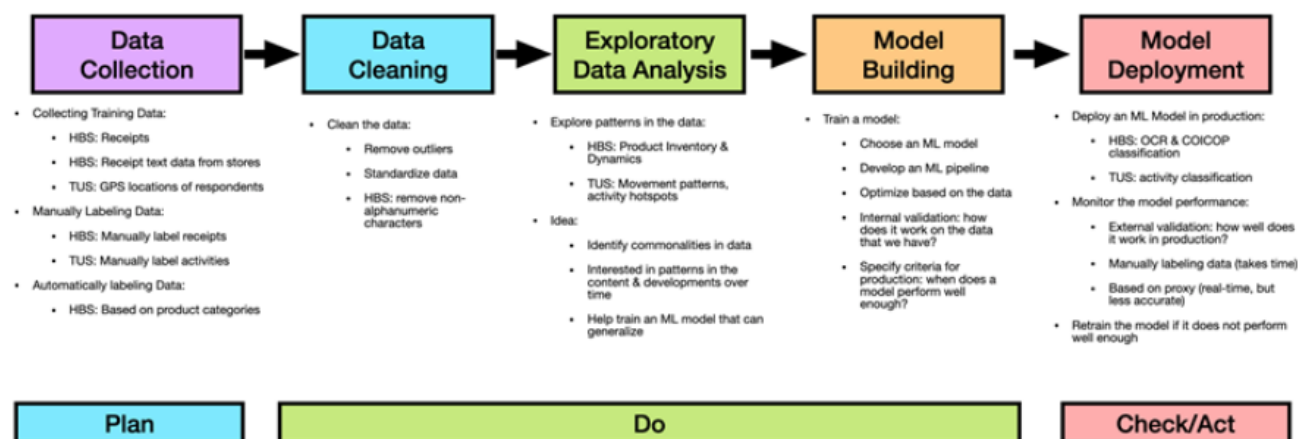 Data
Collection
Data
Cleaning
Exploratory
Data Analysis
Model
Building
Model
Deployment
• Collecting Training Data:
• HBS: Receipts
• HBS: Receipt text data from stores
• TUS: GPS locations of respondents
• Manually Labeling Data:
• HBS: Manually label receipts
• TUS: Manually label activities
• Automatically labeling Data:
• HBS: Based on product categories
• Clean the data:
• Remove outliers
• Standardize data
• HBS: remove non-
alphanumeric
characters
• Explore patterns in the data:
• HBS: Product Inventory &
Dynamics
• TUS: Movement patterns,
activity hotspots
• Idea:
• Identify commonalities in data
• Interested in patterns in the
content & developments over
time
• Help train an ML model that can
generalize
• Train a model:
• Choose an ML model
• Develop an ML pipeline
• Optimize based on the data
• Internal validation: how
does it work on the data
that we have?
• Specify criteria for
production: when does a
model perform well
enough?
• Deploy an ML Model in production:
• HBS: OCR & COICOP
classification
• TUS: activity classification
• Monitor the model performance:
• External validation: how well does
it work in production?
• Manually labeling data (takes time)
• Based on proxy (real-time, but
less accurate)
• Retrain the model if it does not perform
well enough
Plan
Do
Check/Act